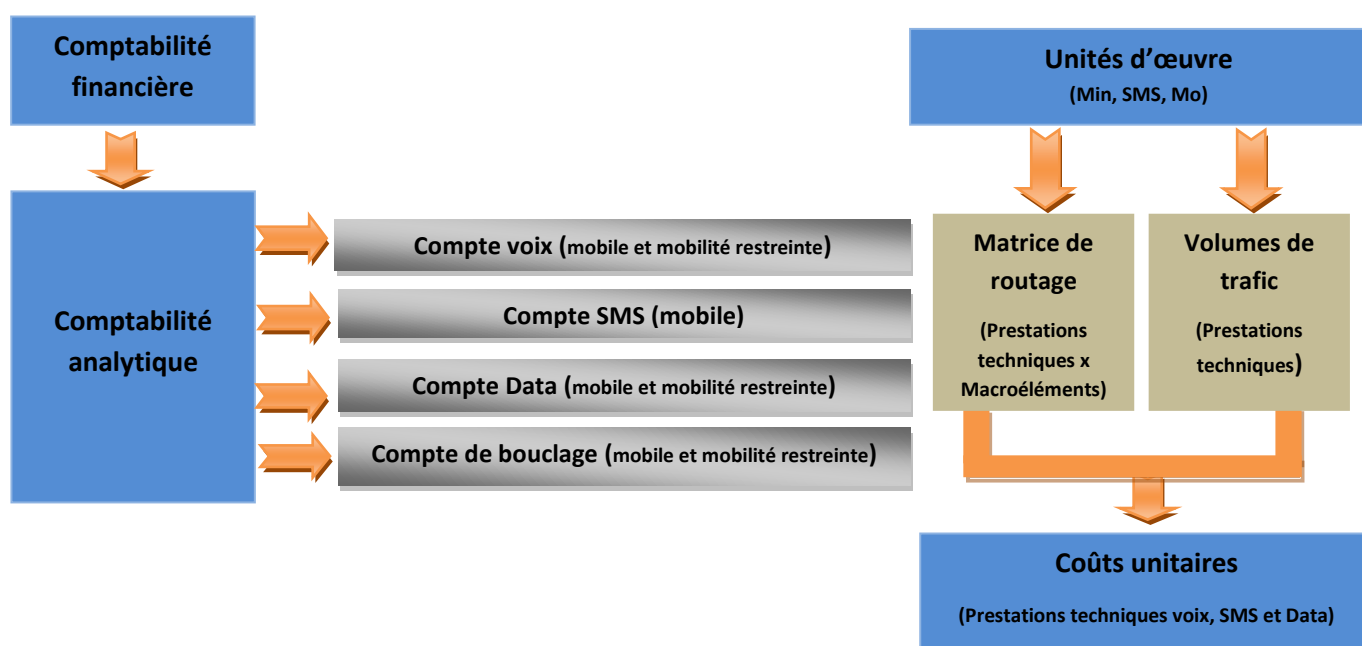 Comptabilité
financière
Comptabilité
analytique
Compte voix (mobile et mobilité restreinte)
Compte SMS (mobile)
Compte Data (mobile et mobilité restreinte)
Compte de bouclage (mobile et mobilité restreinte)
Unités d’œuvre
(Min, SMS, Mo)
Matrice de
routage
(Prestations
techniques x
Macroéléments)
Volumes de
trafic
(Prestations
techniques)
Coûts unitaires
(Prestations techniques voix, SMS et Data)